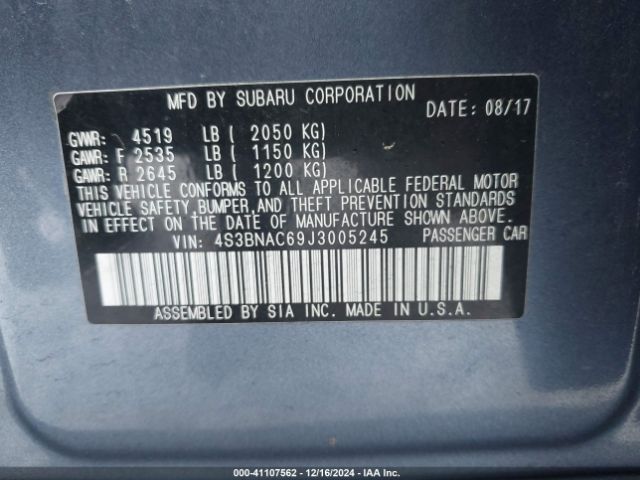 MFD BY SUBARU CORPORATION
DATE: 08/17
GVWR: 4519 LB ( 2050 KG)
GAWR: F 2535 LB ( 1150 KG)
GAWR: R 2645 LB ( 1200 KG)
THIS VEHICLE CONFORMS TO ALL APPLICABLE FEDERAL MOTOR
VEHICLE SAFETY, BUMPER, AND THEFT PREVENTION STANDARDS
IN EFFECT ON THE DATE OF MANUFACTURE SHOWN ABOVE.
VIN: 4S3BNAC69J3005245 PASSENGER CAR
ASSEMBLED BY SIA INC. MADE IN U.S.A.
000-41107562 - 12/16/2024 - IAA Inc.